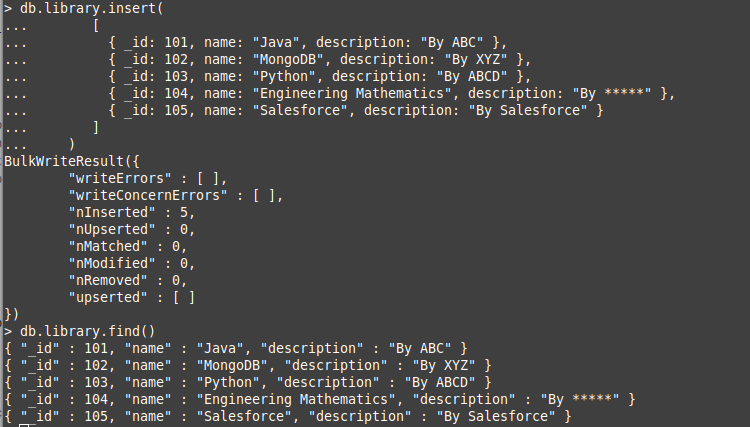 > db.library.insert(
...        [
...          { _id: 101, name: "Java", description: "By ABC" },
...          { _id: 102, name: "MongoDB", description: "By XYZ" },
...          { _id: 103, name: "Python", description: "By ABCD" },
...          { _id: 104, name: "Engineering Mathematics", description: "By *****" },
...          { _id: 105, name: "Salesforce", description: "By Salesforce" }
...        ]
...     )
BulkWriteResult({
        "writeErrors" : [ ],
        "writeConcernErrors" : [ ],
        "nInserted" : 5,
        "nUpserted" : 0,
        "nMatched" : 0,
        "nModified" : 0,
        "nRemoved" : 0,
        "upserted" : [ ]
})
> db.library.find()
{ "_id" : 101, "name" : "Java", "description" : "By ABC" }
{ "_id" : 102, "name" : "MongoDB", "description" : "By XYZ" }
{ "_id" : 103, "name" : "Python", "description" : "By ABCD" }
{ "_id" : 104, "name" : "Engineering Mathematics", "description" : "By *****" }
{ "_id" : 105, "name" : "Salesforce", "description" : "By Salesforce" }